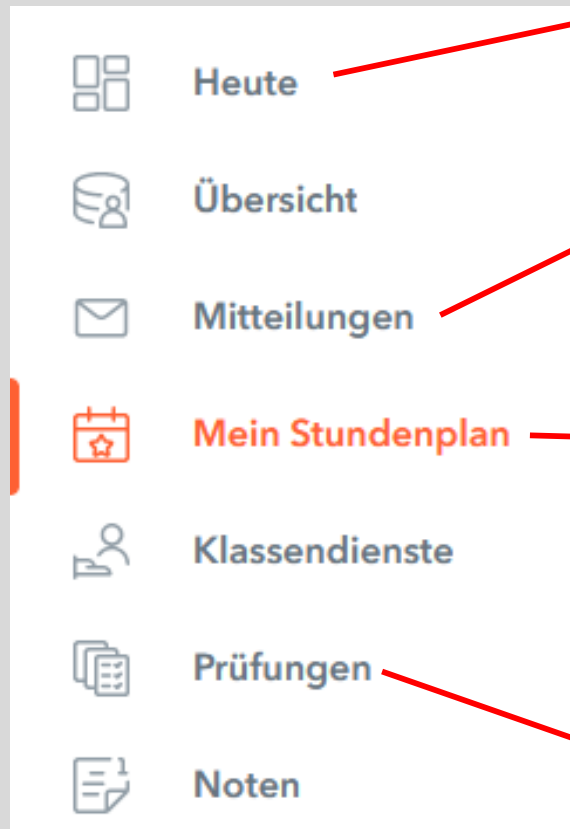 Heute
Übersicht
Mitteilungen
Mein Stundenplan
Klassendienste
Prüfungen
Noten